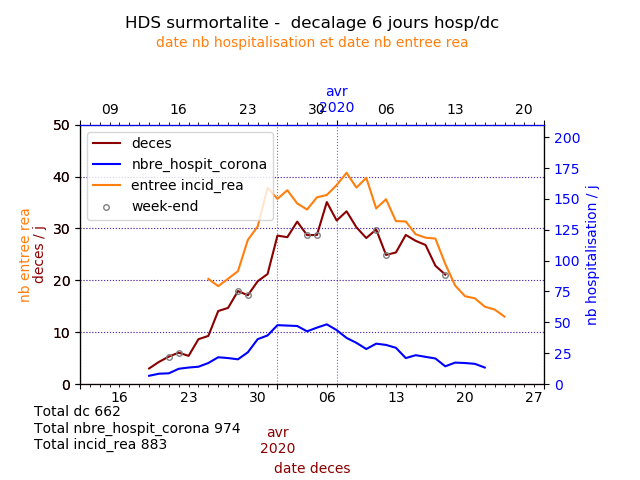 HDS surmortalite -  decalage 6 jours hosp/dc
date nb hospitalisation et date nb entree rea
avr
2020
09 16 23 30 06 13 20
deces
nbre_hospit_corona
entree incid_rea
week-end
50
40
30
20
10
0
nb entree rea
deces / j
200
175
150
125
100
75
50
25
0
nb hospitalisation / j
16 23 30 06 13 20 27
avr
2020
date deces
Total dc 662
Total nbre_hospit_corona 974
Total incid_rea 883